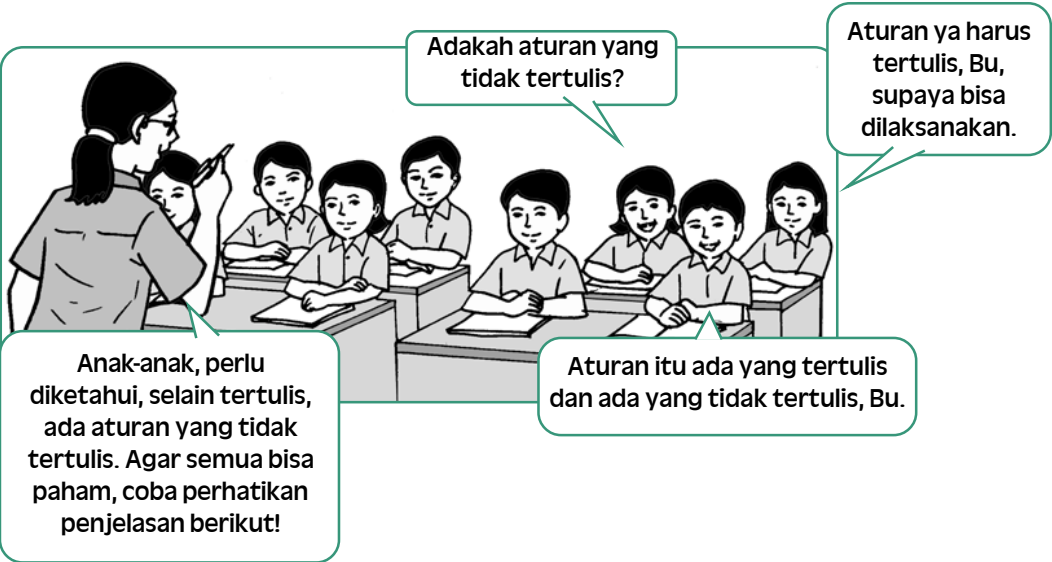 Adakah aturan yang
tidak tertulis?
Aturan ya harus
tertulis, Bu,
supaya bisa
dilaksanakan.
Anak-anak, perlu
diketahui, selain tertulis,
ada aturan yang tidak
tertulis. Agar semua bisa
paham, coba perhatikan
penjelasan berikut!
Aturan itu ada yang tertulis
dan ada yang tidak tertulis, Bu.